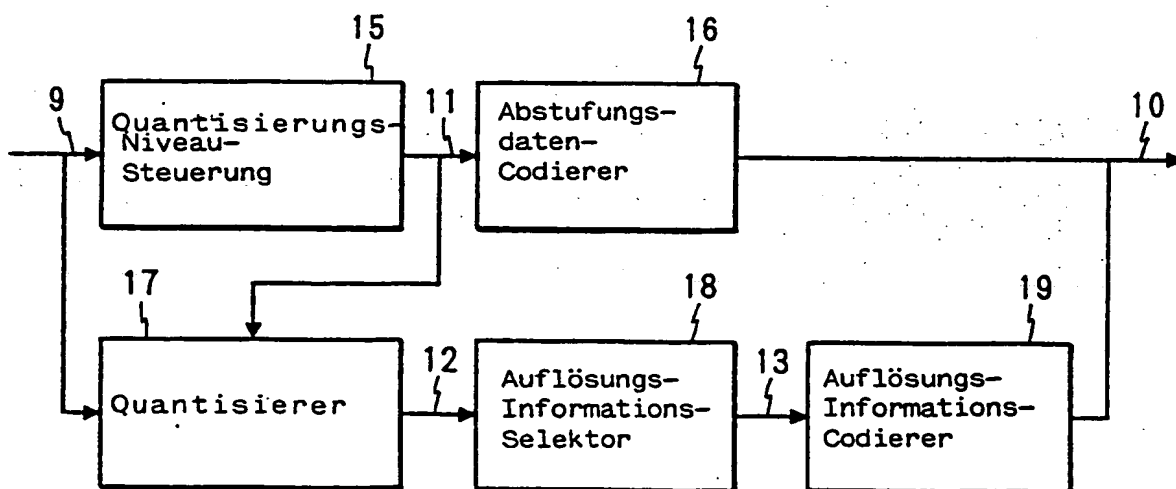 15
16
9
11
10
Quantisierungs-
Niveau-
Steuerung
Abstufungs-
daten-
Codierer
17
18
19
12
13
Quantisierer
Auflösungs-
Informations-
Selektor
Auflösungs-
Informations-
Codierer